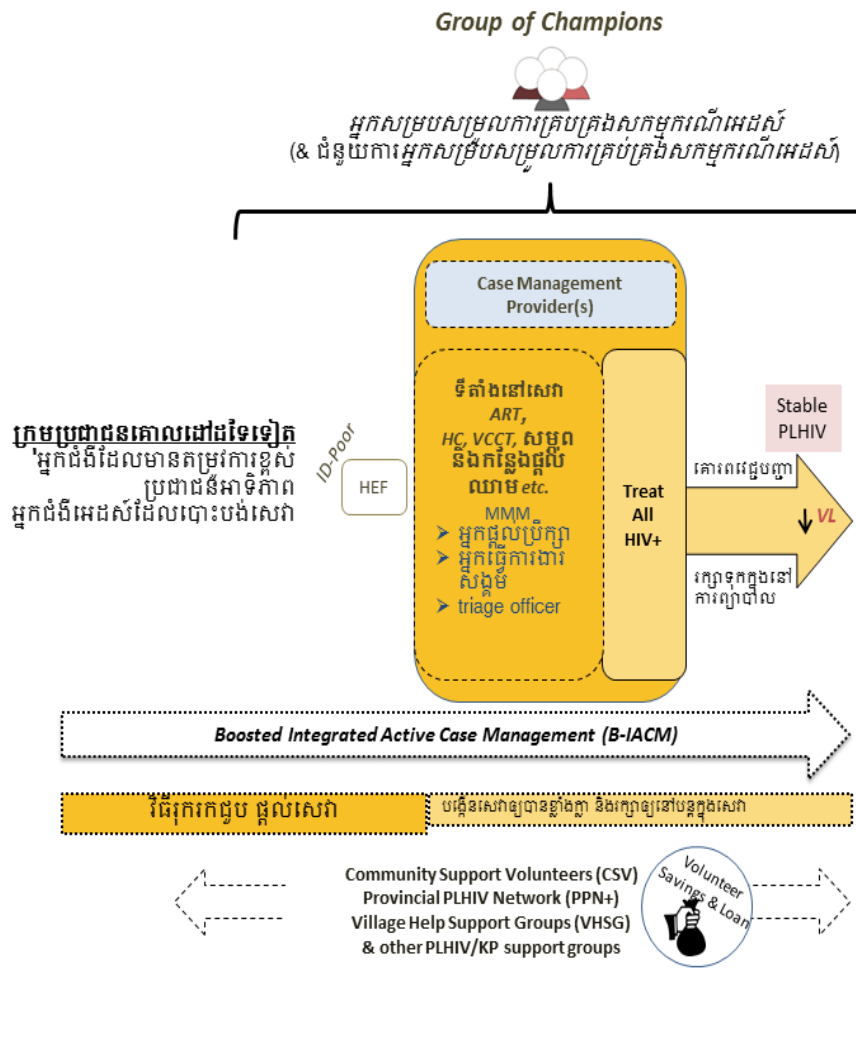 Group of Champions
អ្នកសម្របសម្រួលការគ្រប់គ្រងសកម្មករណីអេដស៍
(& ជំនួយការអ្នកសម្របសម្រួលការគ្រប់គ្រងសកម្មករណីអេដស៍)
Case Management
Provider(s)
ក្រុមប្រជាជនគោលដៅដទៃទៀត
អ្នកជំងឺដែលមានតម្រូវការខ្ពស់
ប្រជាជនអាទិភាព
អ្នកជំងឺអេដស៍ដែលបោះបង់សេវា
ID-Poor
HEF
ទីតាំងនៅសេវា
ART,
HC, VCCT, សម្ភព
និងកន្លែងផ្តល់
ឈាម etc.
MMM
➢ អ្នកផ្តល់ប្រឹក្សា
➢ អ្នកធ្វើការងារ
សង្គម
➢ triage officer
Treat
All
HIV+
Stable
PLHIV
គោរពវេជ្ជបញ្ជា
↓ VL
រក្សាទុកក្នុងនៅ
ការព្យាបាល
Boosted Integrated Active Case Management (B-IACM)
វិធីរុករកជួប ផ្តល់សេវា
បង្កើនសេវាឲ្យបានខ្លាំងក្លា និងរក្សាឲ្យនៅបន្តក្នុងសេវា
Community Support Volunteers (CSV)
Provincial PLHIV Network (PPN+)
Village Help Support Groups (VHSG)
& other PLHIV/KP support groups
Volunteer
Savings & Loan